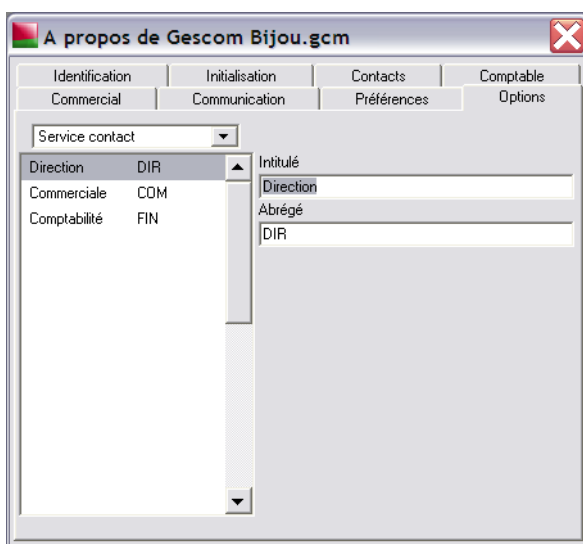 A propos de Gescom Bijou.gcm
Identification Initialisation Contacts Comptable
Commercial Communication Préférences Options
Service contact
Direction DIR
Commerciale COM
Comptabilité FIN
Intitulé
Direction
Abrégé
DIR